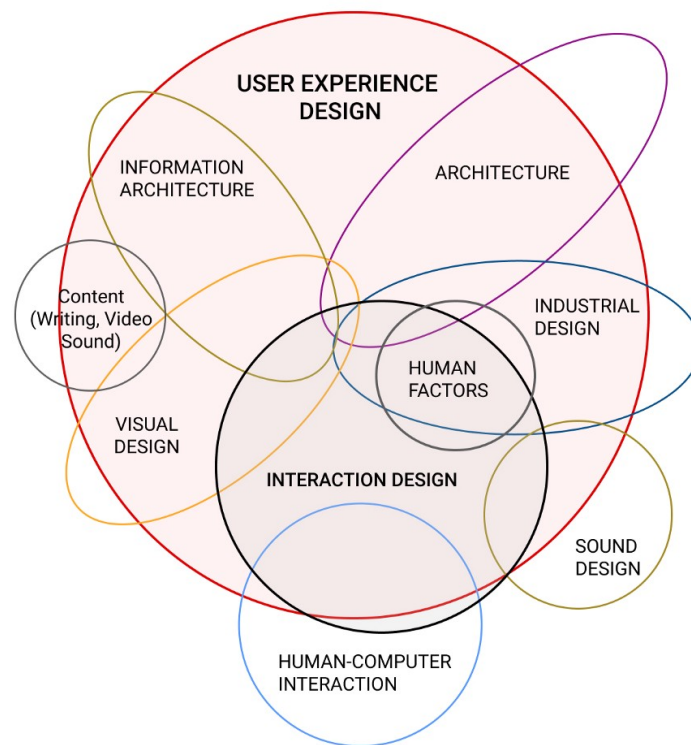 USER EXPERIENCE
DESIGN
INFORMATION
ARCHITECTURE
ARCHITECTURE
Content
(Writing, Video
Sound)
INDUSTRIAL
DESIGN
HUMAN
FACTORS
VISUAL
DESIGN
INTERACTION DESIGN
SOUND
DESIGN
HUMAN-COMPUTER
INTERACTION